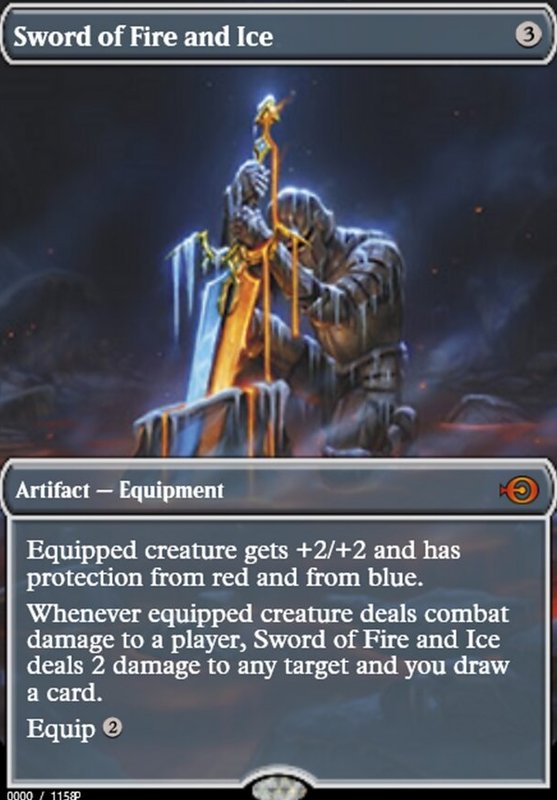 Sword of Fire and Ice 3
Artifact — Equipment
Equipped creature gets +2/+2 and has
protection from red and from blue.
Whenever equipped creature deals combat
damage to a player, Sword of Fire and Ice
deals 2 damage to any target and you draw
a card.
Equip 2
0000 / 1158P